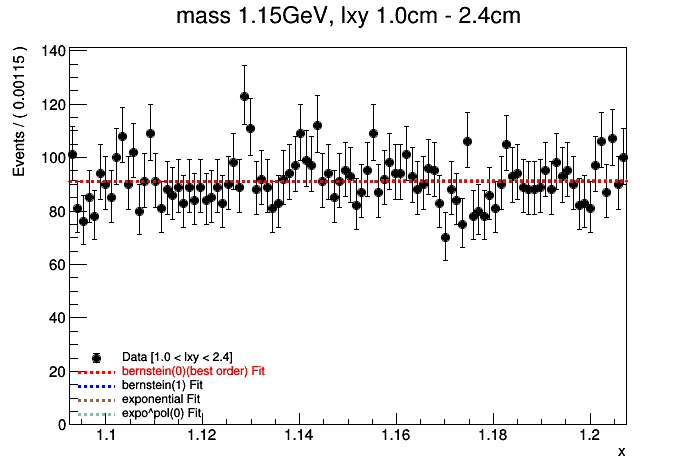 mass 1.15GeV, lxy 1.0cm - 2.4cm
Events / ( 0.00115 )
140
120
100
80
60
40
20
0
Data [1.0 < lxy < 2.4]
bernstein(0)(best order) Fit
bernstein(1) Fit
exponential Fit
expo^pol(0) Fit
1.1 1.12 1.14 1.16 1.18 1.2
x